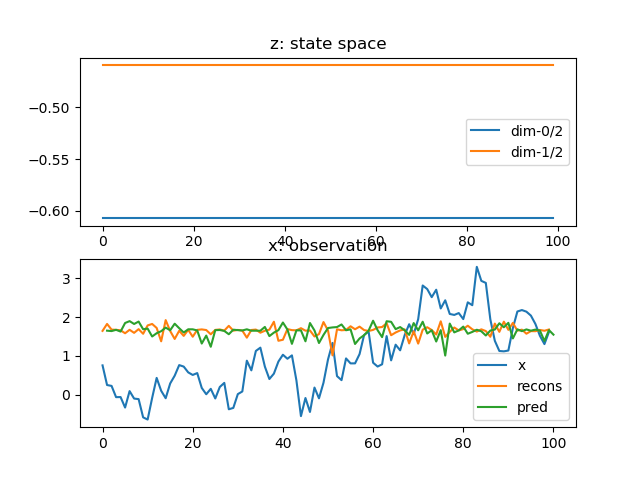 z: state space
−0.50
−0.55
−0.60
dim-0/2
dim-1/2
0 20 40 60 80 100
x: observation
3
2
1
0
x
recons
pred
0 20 40 60 80 100